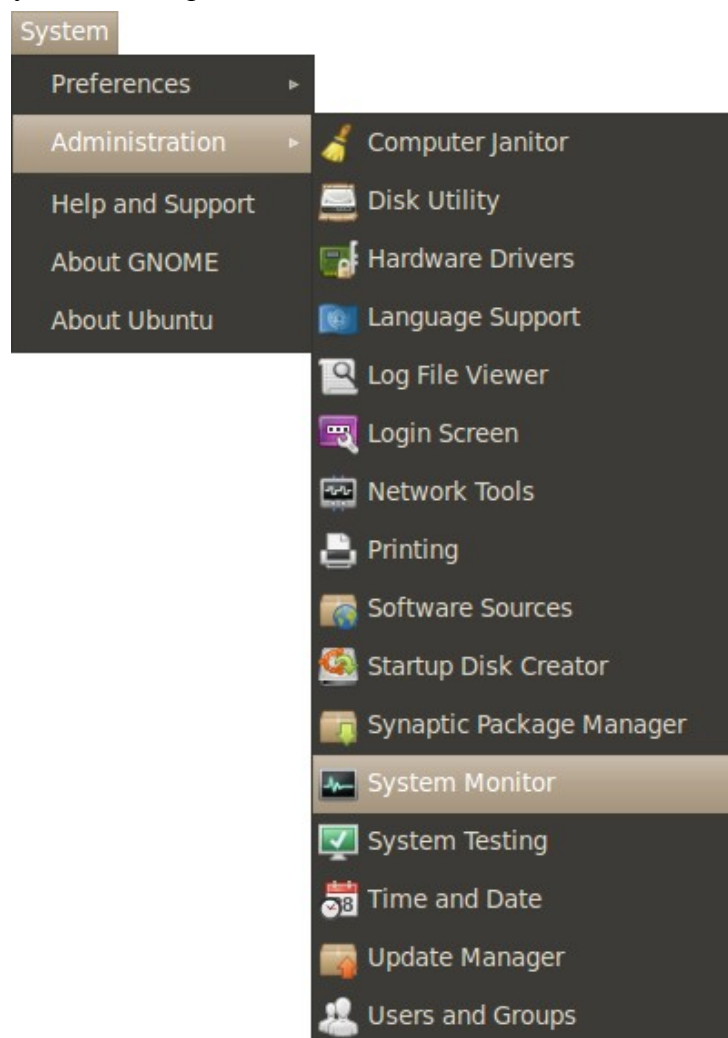 System
Preferences
Administration
Help and Support
About GNOME
About Ubuntu
Computer Janitor
Disk Utility
Hardware Drivers
Language Support
Log File Viewer
Login Screen
Network Tools
Printing
Software Sources
Startup Disk Creator
Synaptic Package Manager
System Monitor
System Testing
Time and Date
Update Manager
Users and Groups